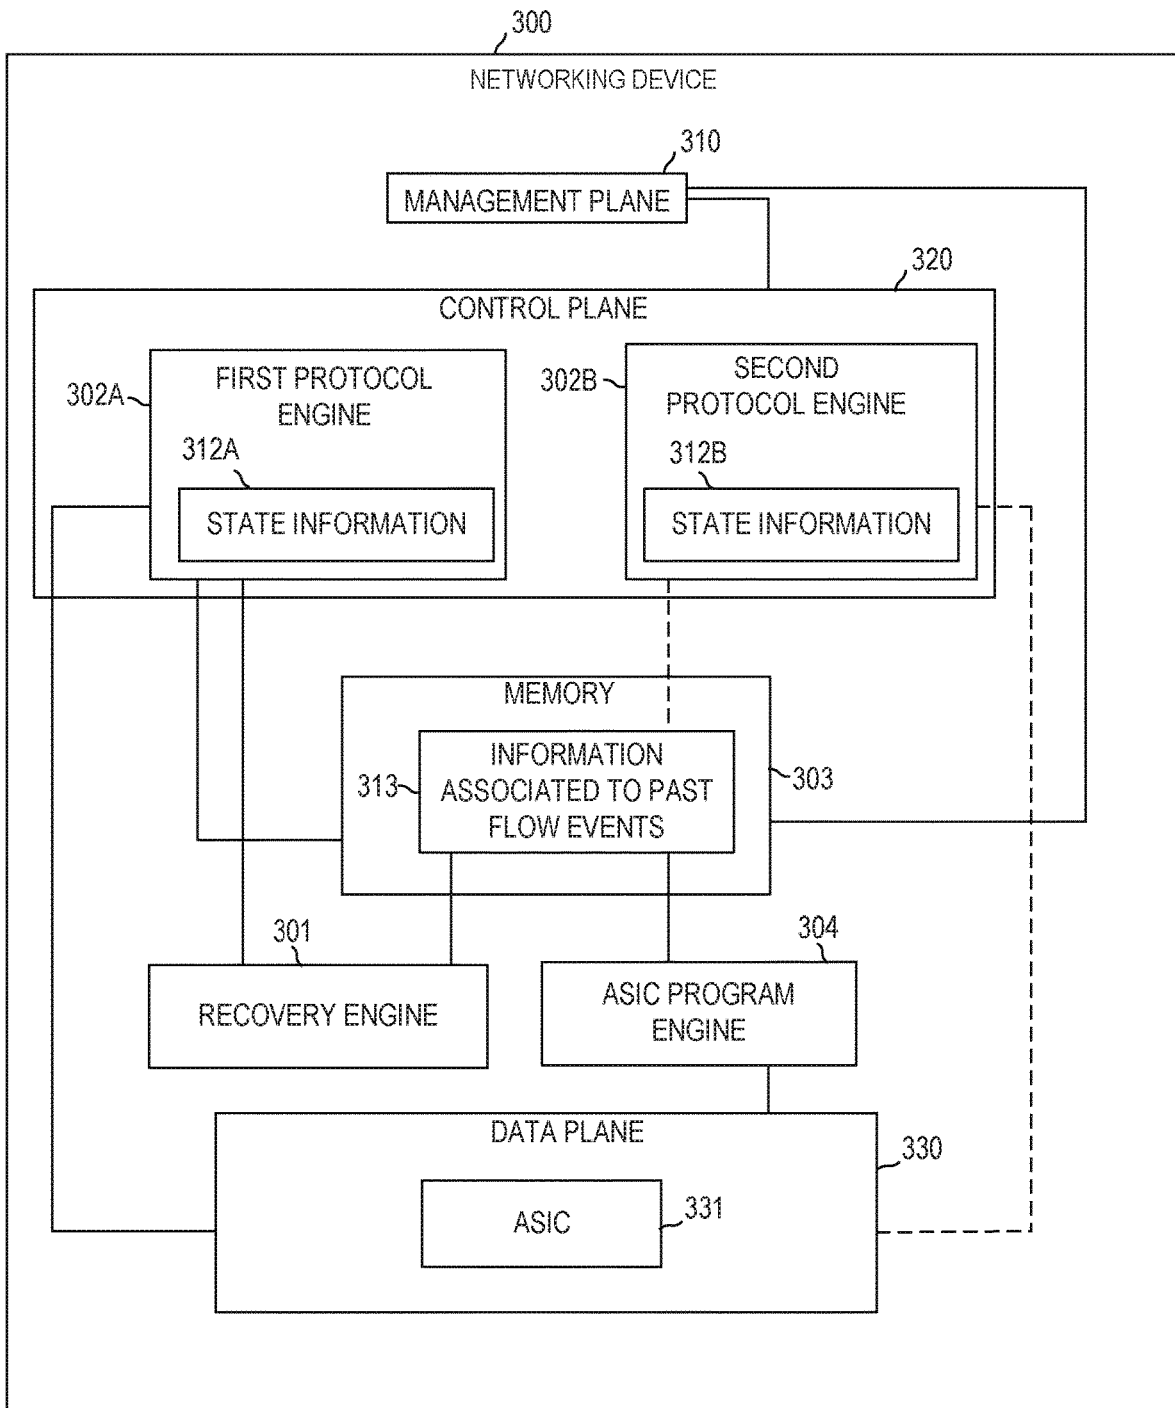 300
NETWORKING DEVICE
310
MANAGEMENT PLANE
320
CONTROL PLANE
302A
FIRST PROTOCOL
ENGINE
312A
STATE INFORMATION
302B
SECOND
PROTOCOL ENGINE
312B
STATE INFORMATION
MEMORY
313
INFORMATION
ASSOCIATED TO PAST
FLOW EVENTS
303
301
RECOVERY ENGINE
304
ASIC PROGRAM
ENGINE
DATA PLANE
330
ASIC
331